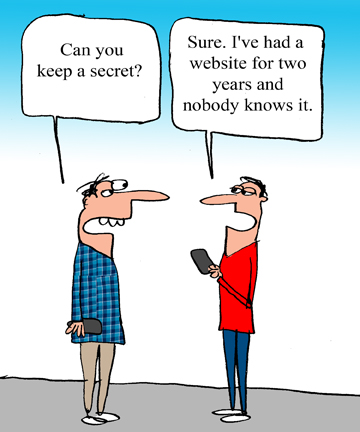 Can you
keep a secret?
Sure. I've had a
website for two
years and
nobody knows it.